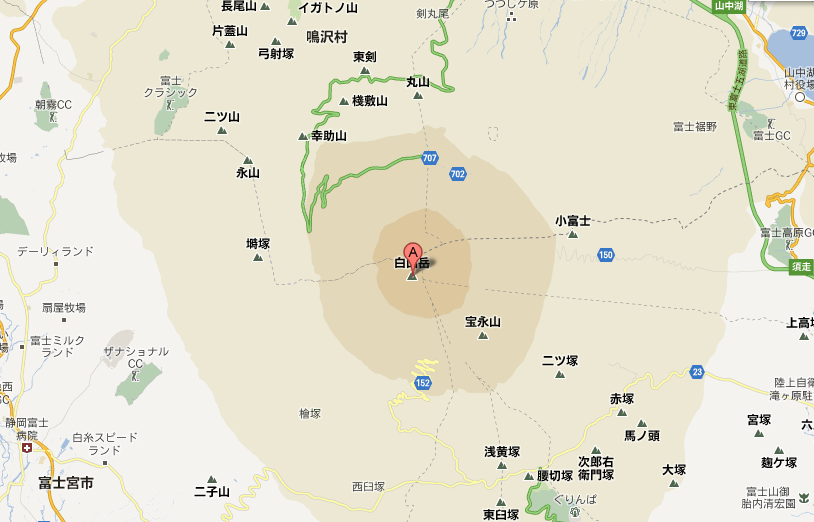 長尾山
イガトノ山
つつじヶ原
山中湖
剣丸尾
片蓋山
鳴沢村
弓射塚
729
東剣
山中湖
村役場
富士
クラシック
丸山
桟敷山
朝霧CC
東富士五湖道路
二ツ山
富士裾野
富士GC
幸助山
牧場
707
702
永山
小富士
富士高原GC
塒塚
150
デーリィランド
A
白山岳
須走
扇屋牧場
宝永山
上高
富士ミルク
ランド
ザナショナル
CC
二ツ塚
23
152
陸上自衛
滝ヶ原駐
赤塚
檜塚
静岡富士
病院
宮塚
馬ノ頭
白糸スピード
ランド
浅黄塚
次郎右
衛門塚
麹ケ塚
大塚
腰切塚
富士宮市
二子山
西臼塚
ぐりんぱ
富士山御
胎内清宏園
東臼塚